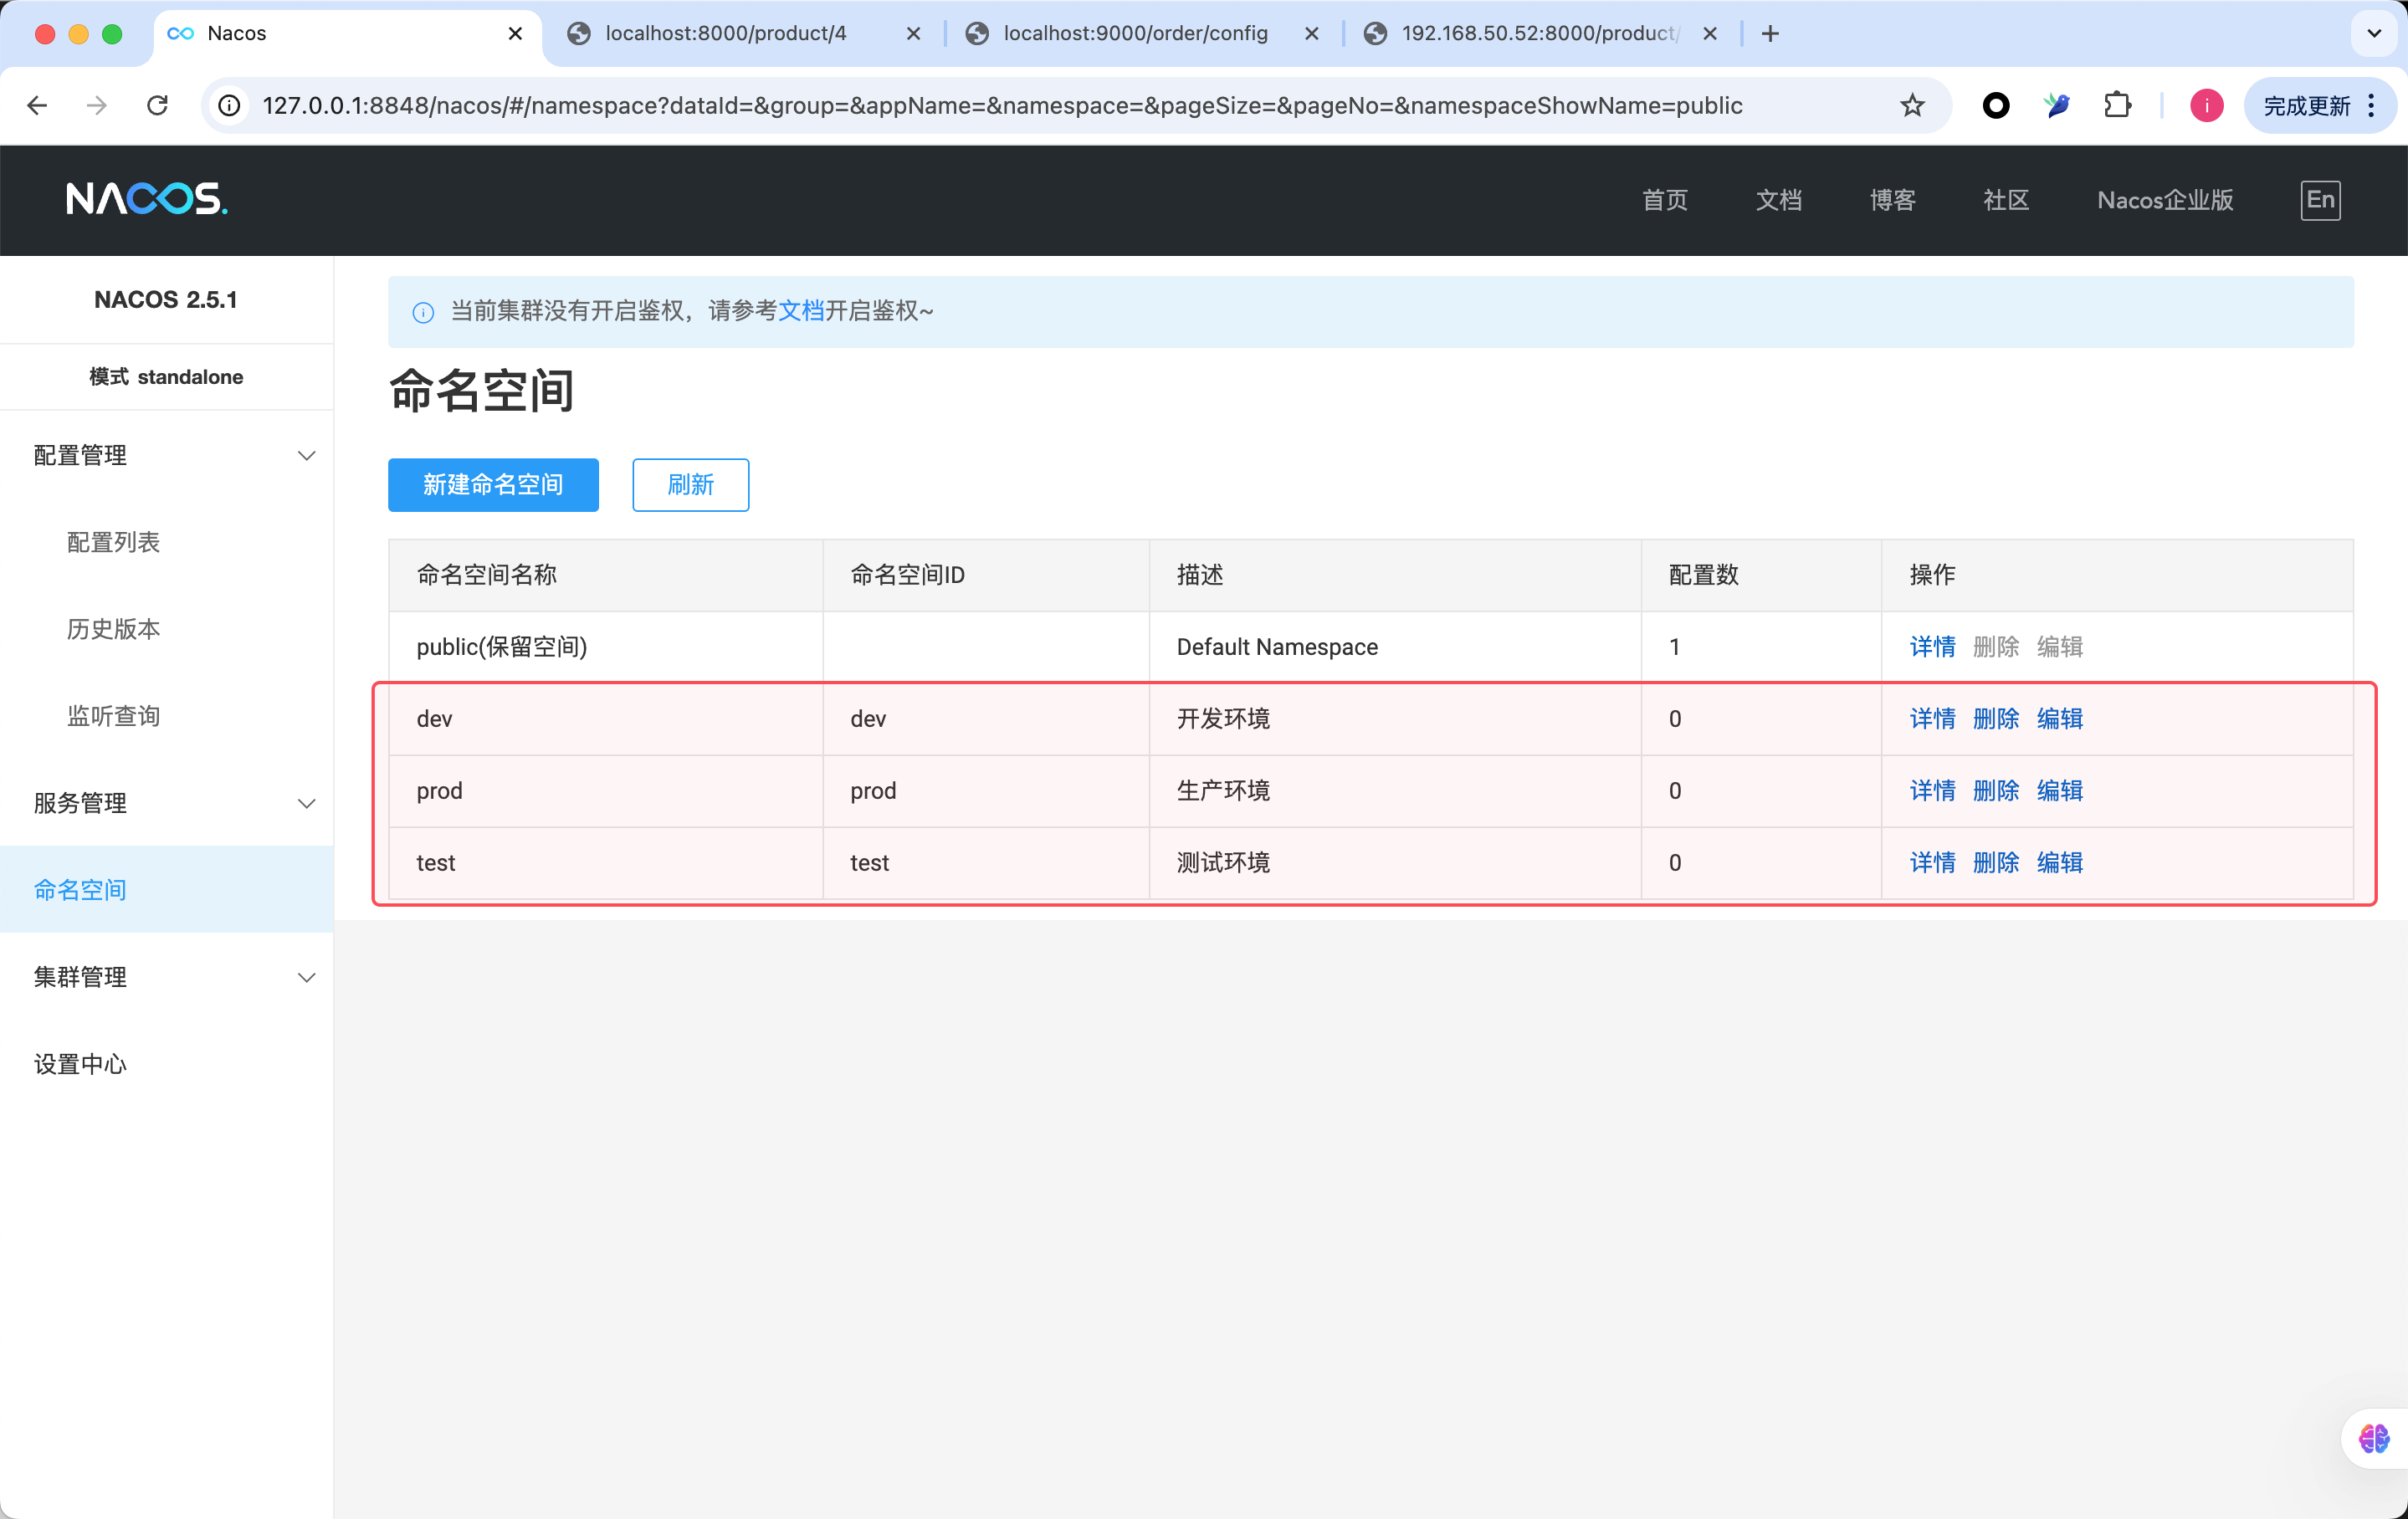 Nacos
localhost:8000/product/4
localhost:9000/order/config
192.168.50.52:8000/product/
127.0.0.1:8848/nacos/#/namespace?dataId=&group=&appName=&namespace=&pageSize=&pageNo=&namespaceShowName=public
i
完成更新
NACOS.
首页
文档
博客
社区
Nacos企业版
En
NACOS 2.5.1
模式 standalone
配置管理
配置列表
历史版本
监听查询
服务管理
命名空间
集群管理
设置中心
当前集群没有开启鉴权，请参考文档开启鉴权~
命名空间
新建命名空间
刷新
命名空间名称 命名空间ID 描述 配置数 操作
public(保留空间) Default Namespace 1 详情 删除 编辑
dev dev 开发环境 0 详情 删除 编辑
prod prod 生产环境 0 详情 删除 编辑
test test 测试环境 0 详情 删除 编辑